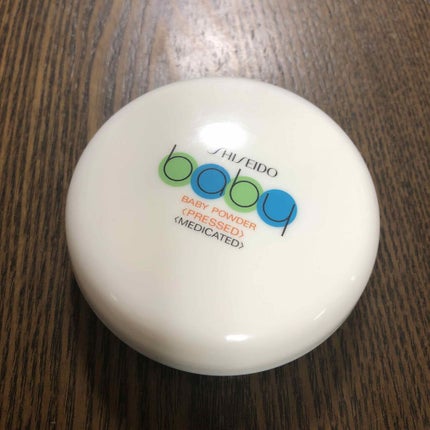 SHISEIDO
baby
BABY POWDER
〈PRESSED〉
〈MEDICATED〉